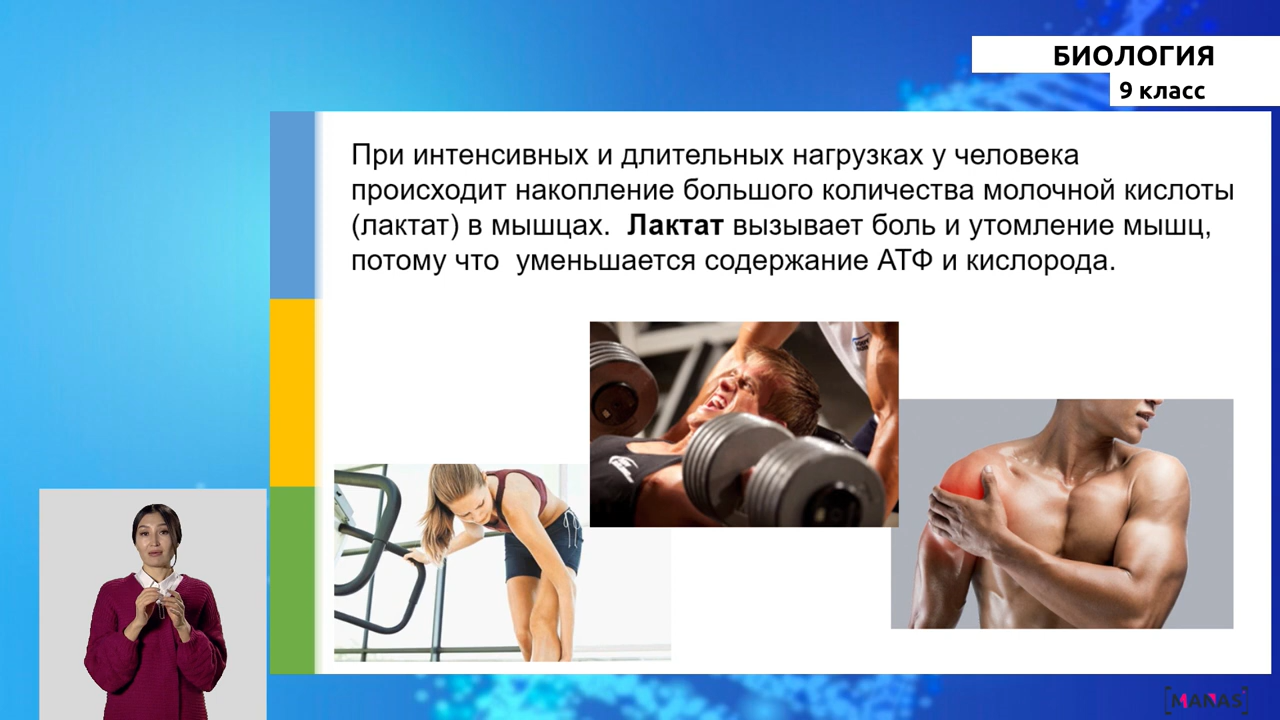 БИОЛОГИЯ
9 класс
При интенсивных и длительных нагрузках у человека
происходит накопление большого количества молочной кислоты
(лактат) в мышцах. Лактат вызывает боль и утомление мышц,
потому что уменьшается содержание АТФ и кислорода.
[MANAS]